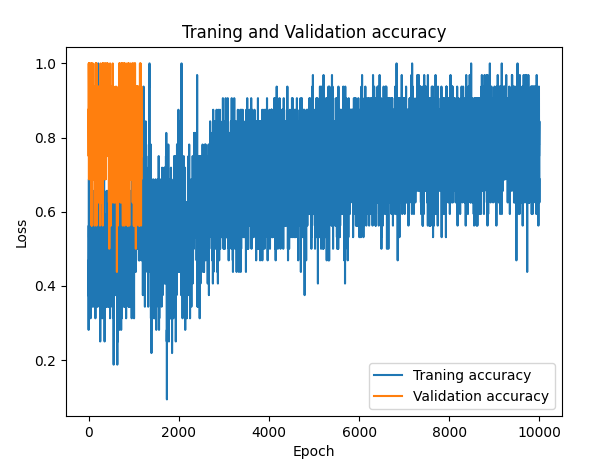 Traning and Validation accuracy
Loss
1.0
0.8
0.6
0.4
0.2
0
2000
4000
6000
8000
10000
Epoch
Traning accuracy
Validation accuracy